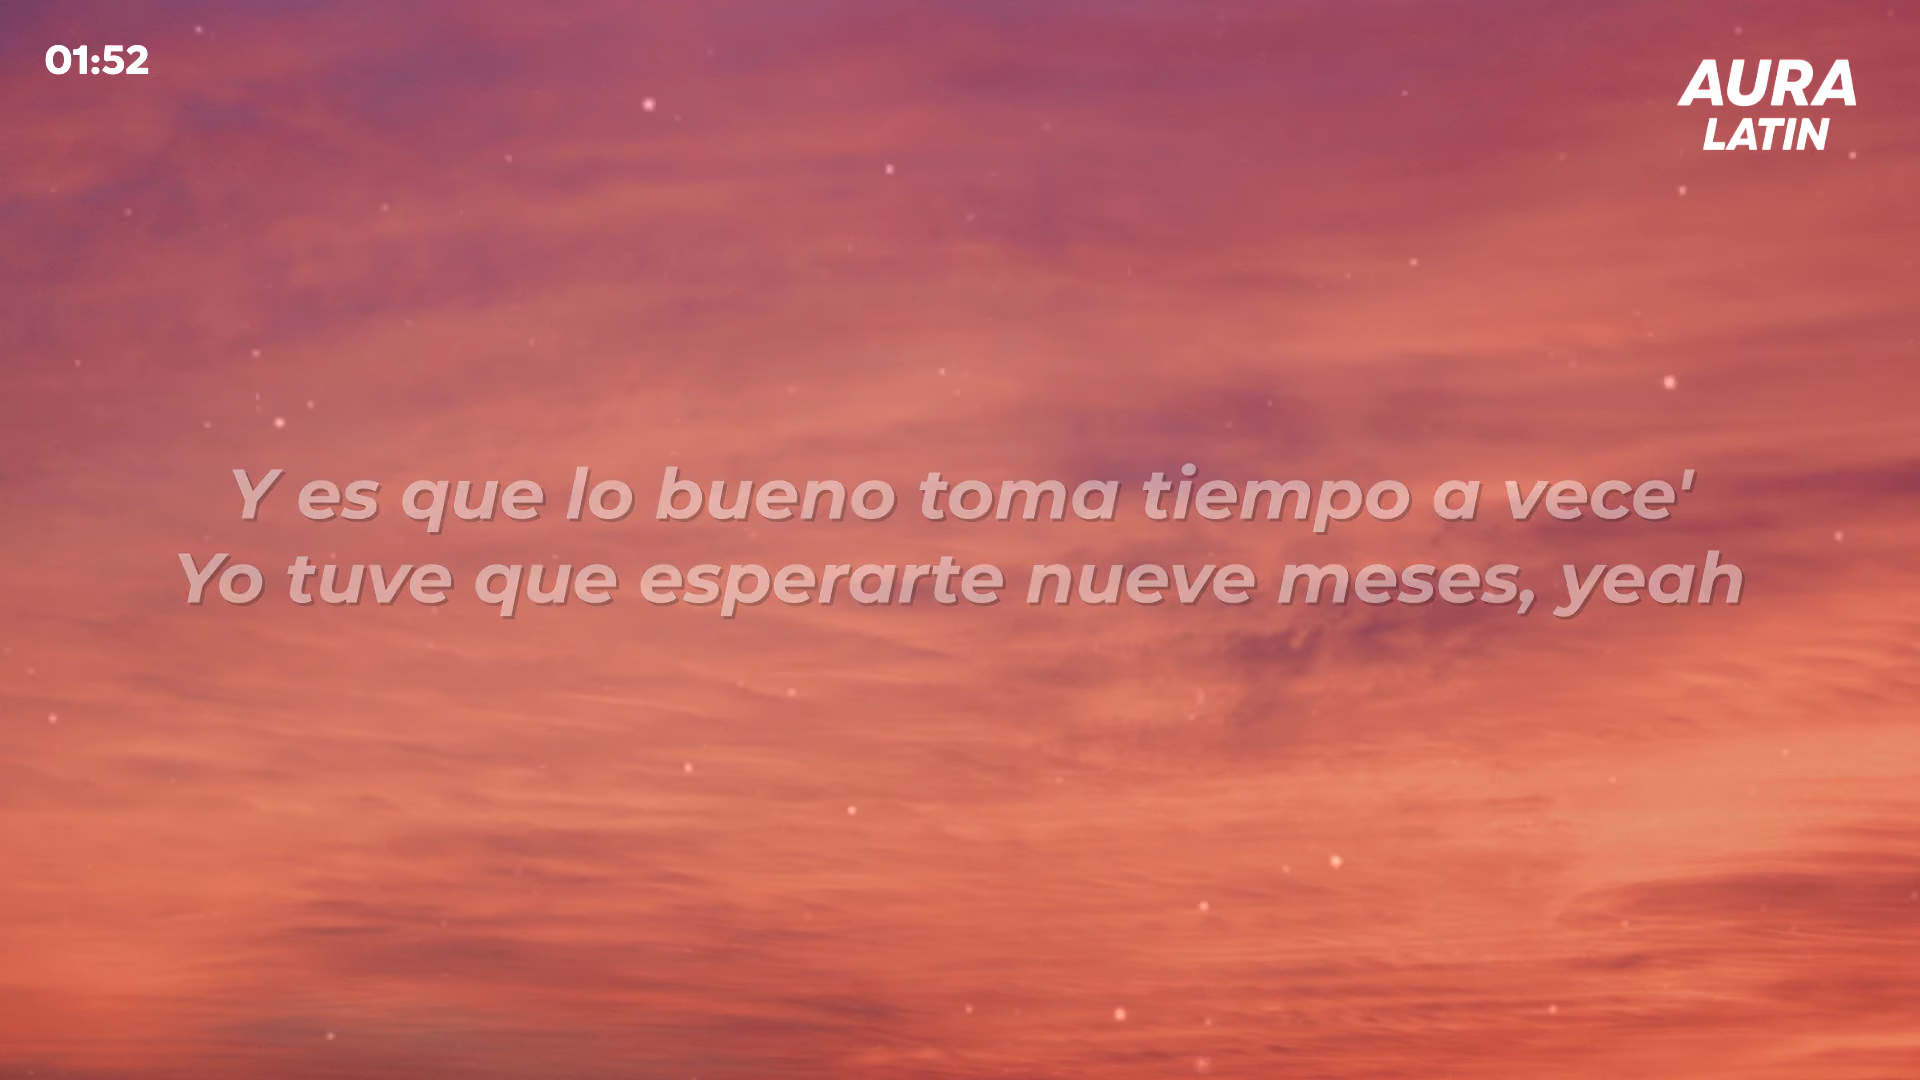 01:52
AURA
LATIN
Y es que lo bueno toma tiempo a vece'
Yo tuve que esperarte nueve meses, yeah